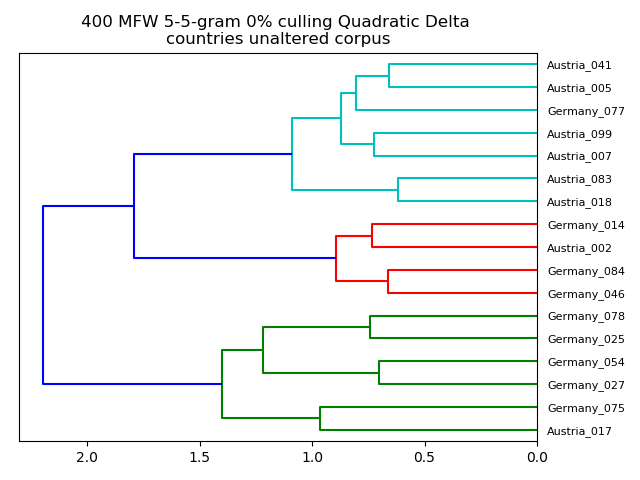 400 MFW 5-5-gram 0% culling Quadratic Delta
countries unaltered corpus
Austria_041
Austria_005
Germany_077
Austria_099
Austria_007
Austria_083
Austria_018
Germany_014
Austria_002
Germany_084
Germany_046
Germany_078
Germany_025
Germany_054
Germany_027
Germany_075
Austria_017
2.0 1.5 1.0 0.5 0.0